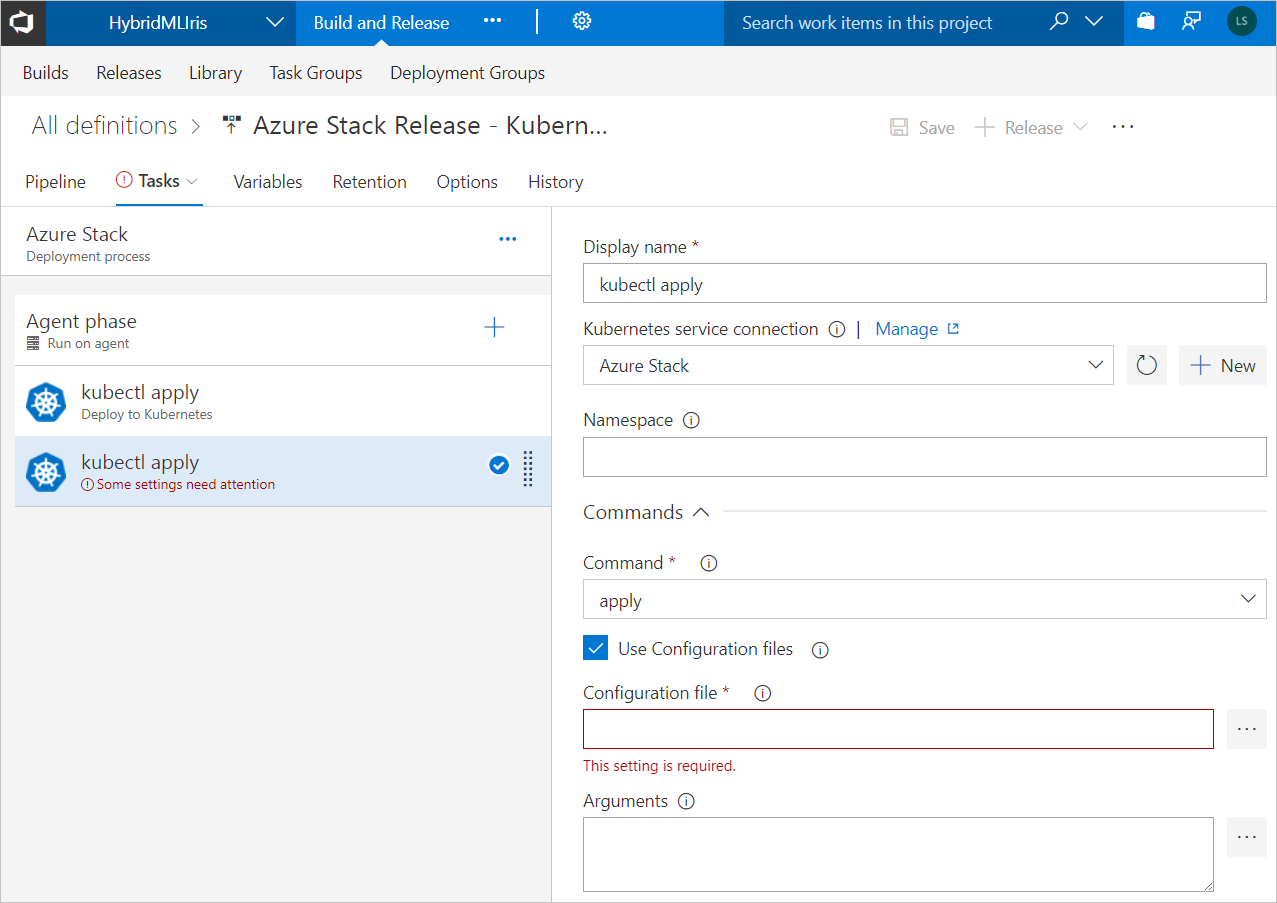 HybridMLIris
Build and Release
Search work items in this project
LS
Builds Releases Library Task Groups Deployment Groups
All definitions > Azure Stack Release - Kubern...
Save
Release
Pipeline Tasks Variables Retention Options History
Azure Stack
Deployment process
Agent phase
Run on agent
kubectl apply
Deploy to Kubernetes
kubectl apply
Some settings need attention
Display name *
kubectl apply
Kubernetes service connection | Manage
Azure Stack
New
Namespace
Commands
Command *
apply
Use Configuration files
Configuration file *
This setting is required.
Arguments